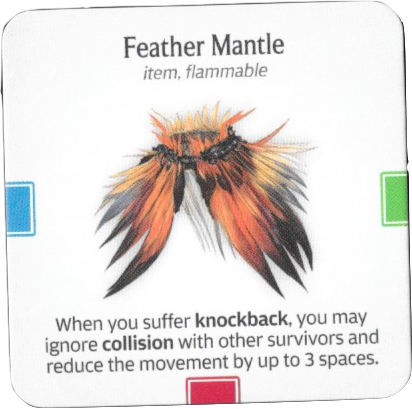 Feather Mantle
item, flammable
When you suffer knockback, you may
ignore collision with other survivors and
reduce the movement by up to 3 spaces.